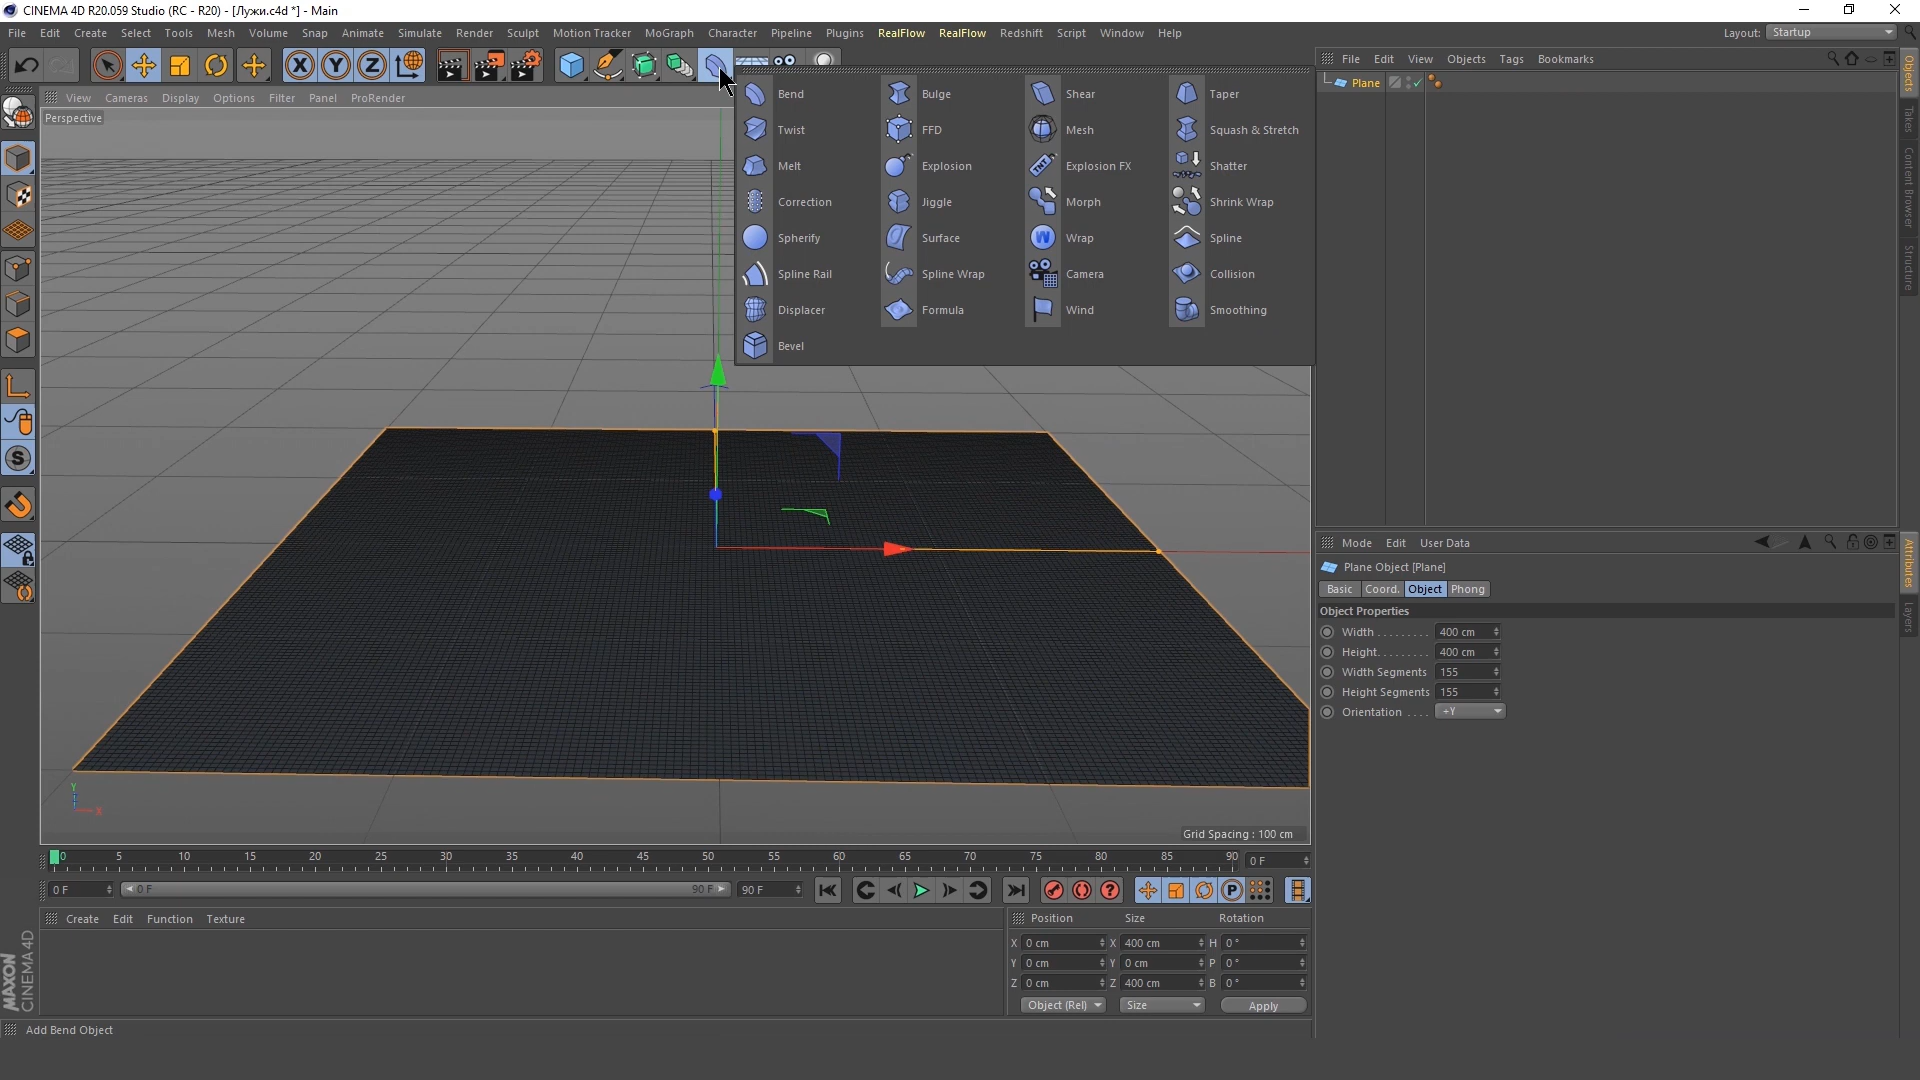 CINEMA 4D R20.059 Studio (RC - R20) - [Лужи.c4d *] - Main
File Edit Create Select Tools Mesh Volume Snap Animate Simulate Render Sculpt Motion Tracker MoGraph Character Pipeline Plugins RealFlow RealFlow Redshift Script Window Help Layout: Startup
X Y Z
File Edit View Objects Tags Bookmarks
Plane
View Cameras Display Options Filter Panel ProRender
Perspective
Bend Bulge Shear Taper
Twist FFD Mesh Squash & Stretch
Melt Explosion Explosion FX Shatter
Correction Jiggle Morph Shrink Wrap
Spherify Surface Wrap Spline
Spline Rail Spline Wrap Camera Collision
Displacer Formula Wind Smoothing
Bevel
Objects
Takes
Content Browser
Structure
Mode Edit User Data
Plane Object [Plane]
Basic Coord. Object Phong
Object Properties
Width . . . . . . . . . 400 cm
Height. . . . . . . . . 400 cm
Width Segments 155
Height Segments 155
Orientation . . . . +Y
Attributes
Layers
Y
X
Grid Spacing : 100 cm
0 5 10 15 20 25 30 35 40 45 50 55 60 65 70 75 80 85 90 0 F
0 F 0 F 90 F 90 F
Create Edit Function Texture
Position Size Rotation
X 0 cm X 400 cm H 0 °
Y 0 cm Y 0 cm P 0 °
Z 0 cm Z 400 cm B 0 °
Object (Rel) Size Apply
MAXON
CINEMA 4D
Add Bend Object